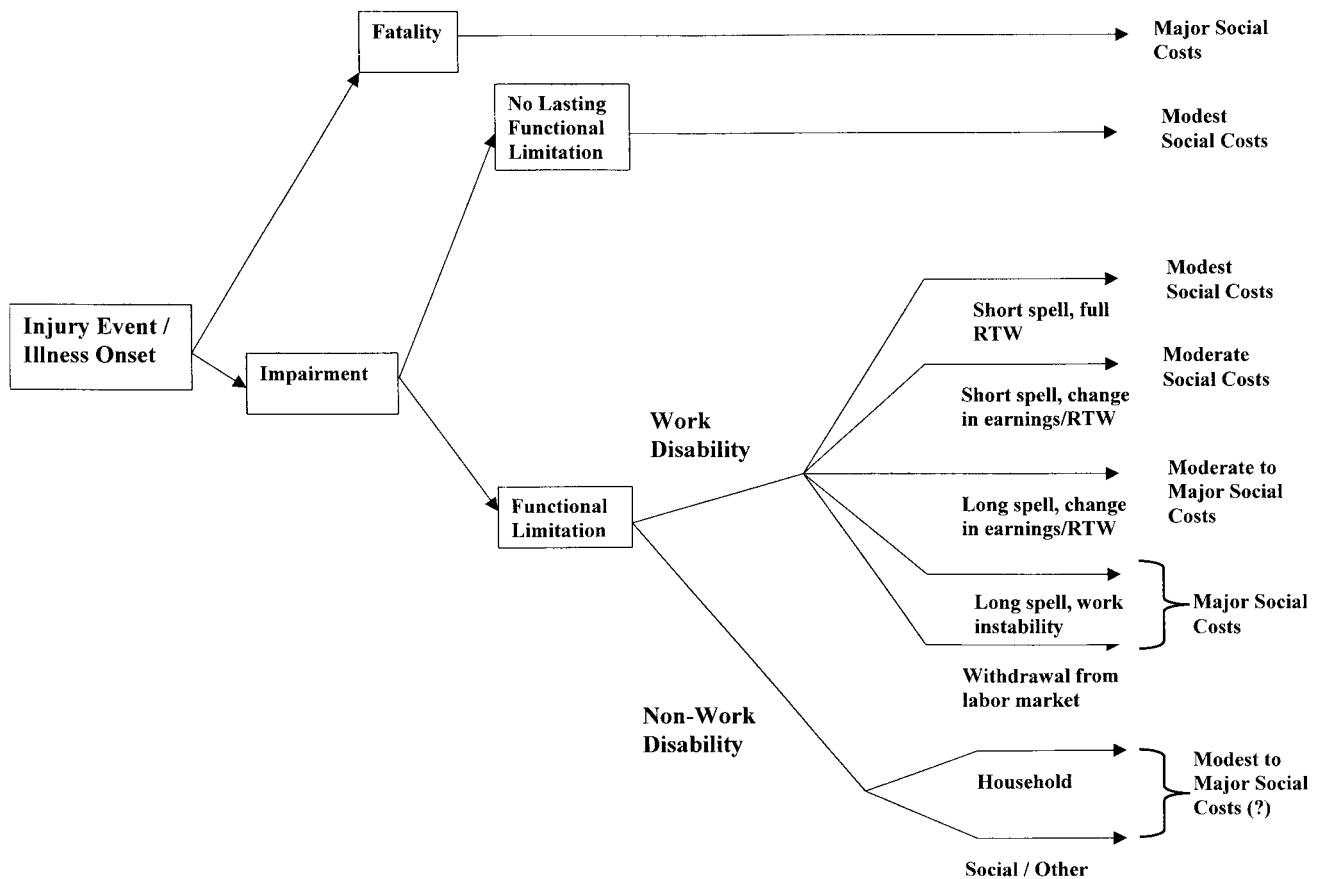 Fatality
Major Social
Costs
No Lasting
Functional
Limitation
Modest
Social Costs
Injury Event /
Illness Onset
Impairment
Functional
Limitation
Work
Disability
Short spell, full
RTW
Modest
Social Costs
Short spell, change
in earnings/RTW
Moderate
Social Costs
Long spell, change
in earnings/RTW
Moderate to
Major Social
Costs
Long spell, work
instability
Withdrawal from
labor market
Major Social
Costs
Non-Work
Disability
Household
Social / Other
Modest to
Major Social
Costs (?)